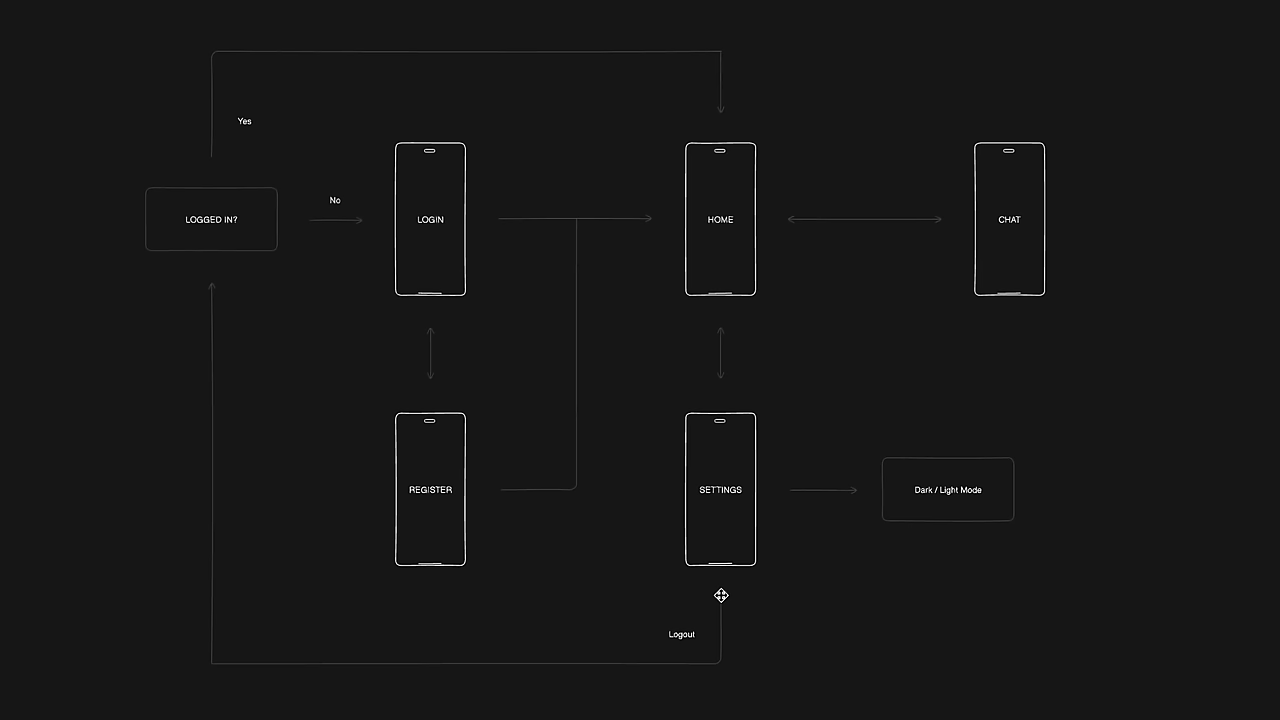 Yes
No
LOGGED IN?
LOGIN
HOME
CHAT
REGISTER
SETTINGS
Dark / Light Mode
Logout